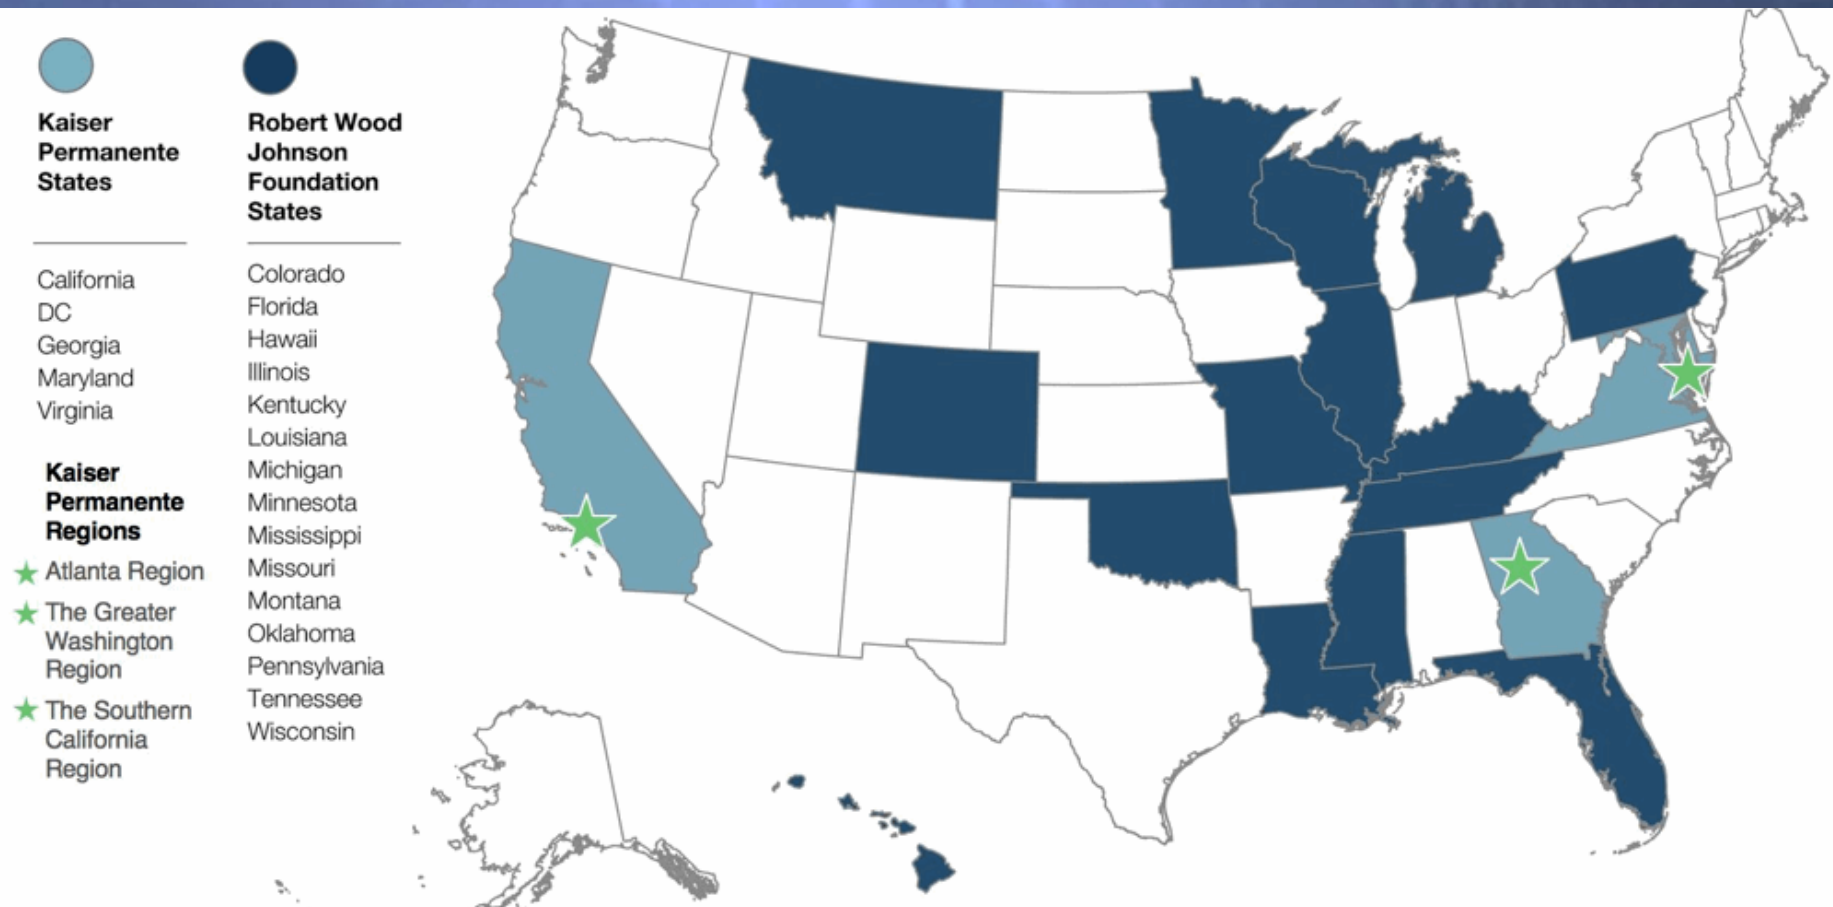 Kaiser
Permanente
States
California
DC
Georgia
Maryland
Virginia
Kaiser
Permanente
Regions
Atlanta Region
The Greater
Washington
Region
The Southern
California
Region
Robert Wood
Johnson
Foundation
States
Colorado
Florida
Hawaii
Illinois
Kentucky
Louisiana
Michigan
Minnesota
Mississippi
Missouri
Montana
Oklahoma
Pennsylvania
Tennessee
Wisconsin